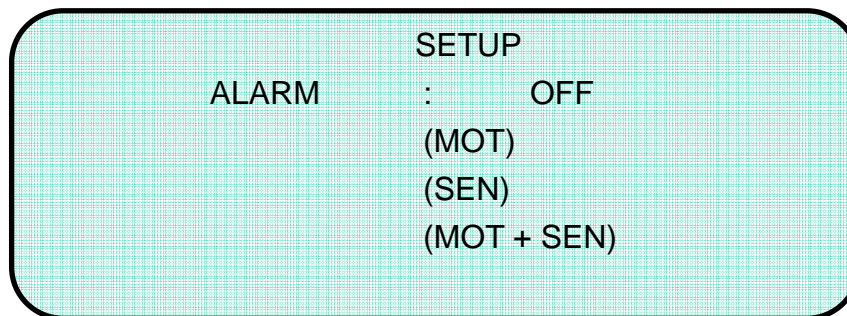 SETUP
ALARM : OFF
(MOT)
(SEN)
(MOT + SEN)